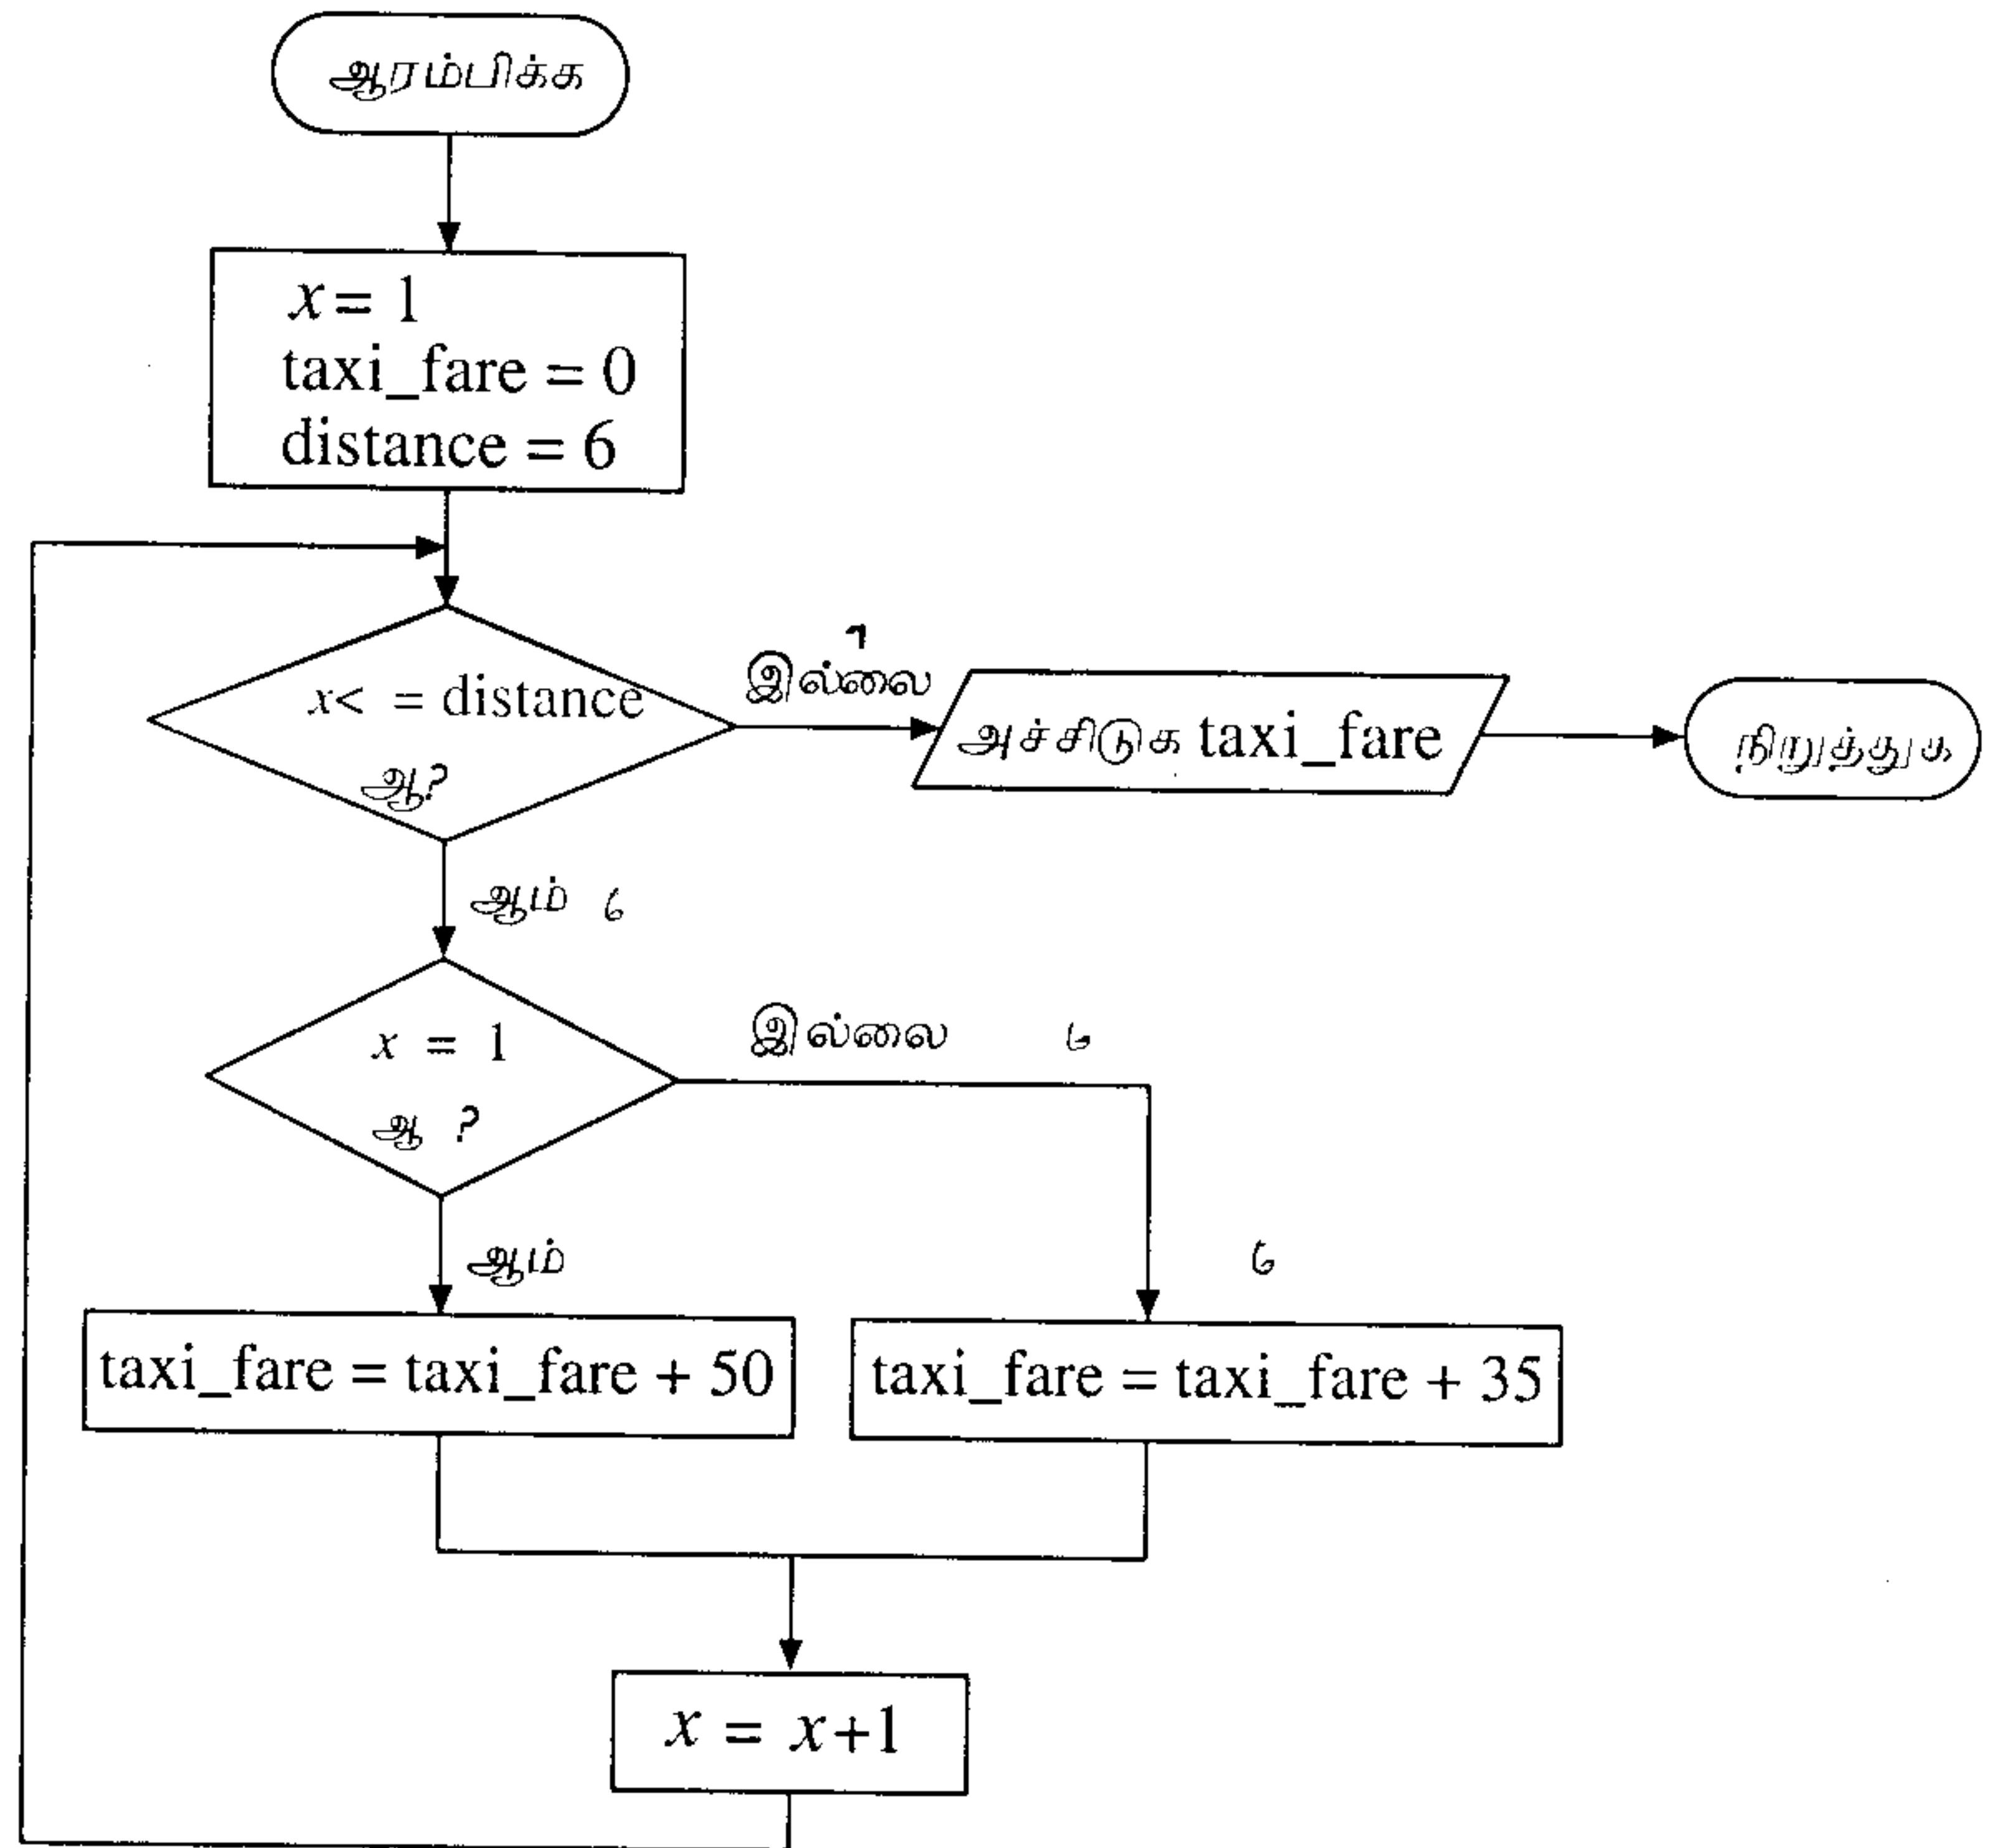 ஆரம்பிக்க
x = 1
taxi_fare = 0
distance = 6
x< = distance
ஆ?
இல்லை
அச்சிடுக taxi_fare
நிறுத்துக
ஆம்
x = 1
ஆ ?
இல்லை
ஆம்
taxi_fare = taxi_fare + 50
taxi_fare = taxi_fare + 35
x = x+1